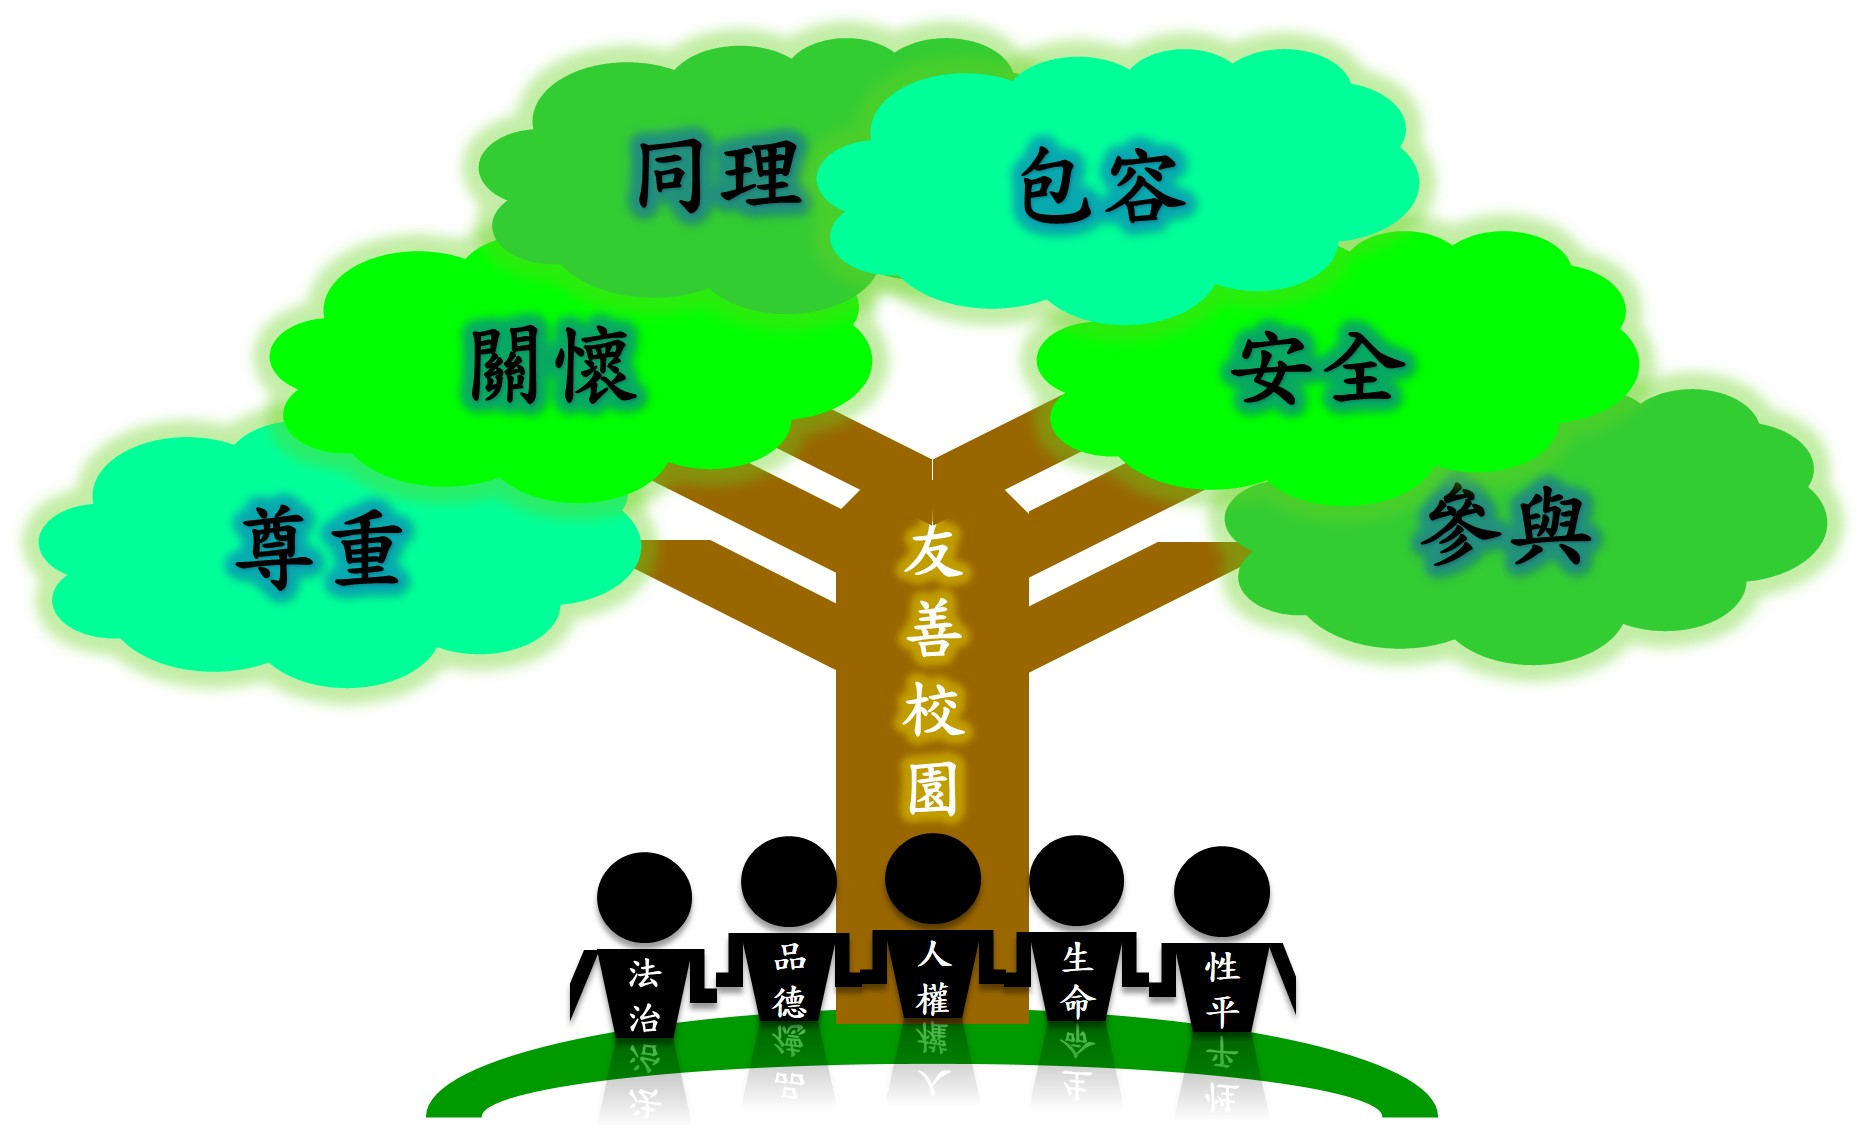 同理
包容
關懷
安全
尊重
參與
友善校園
法治
品德
人權
生命
性平